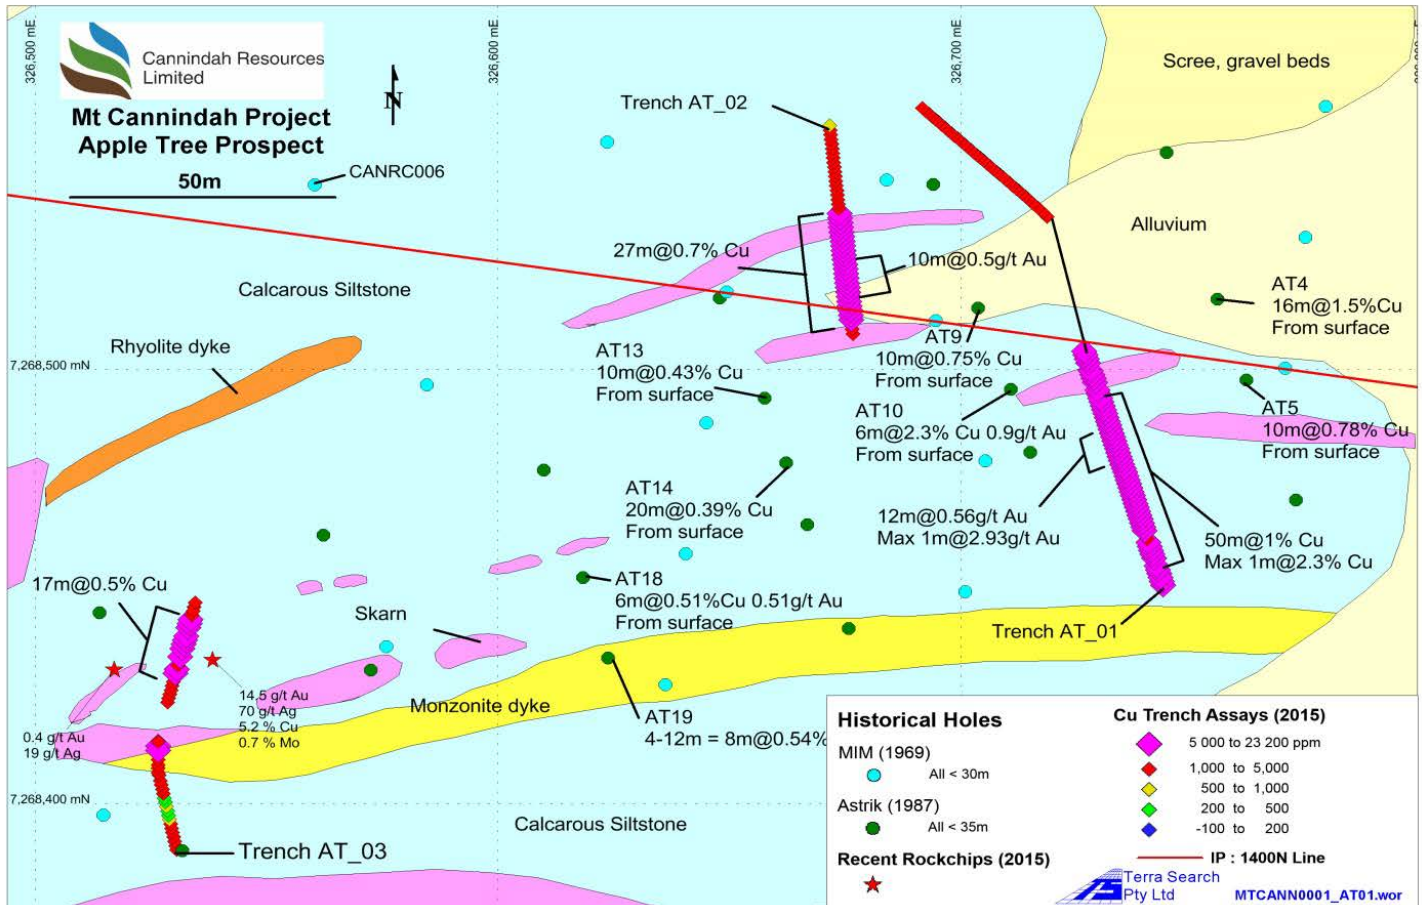 326,500 mE
326,600 mE
326,700 mE
Cannindah Resources
Limited
Mt Cannindah Project
Apple Tree Prospect
50m
N
CANRC006
Trench AT_02
Scree, gravel beds
Alluvium
27m@0.7% Cu
10m@0.5g/t Au
Calcarous Siltstone
Rhyolite dyke
7,268,500 mN
AT4
16m@1.5%Cu
From surface
AT13
10m@0.43% Cu
From surface
AT9
10m@0.75% Cu
From surface
AT10
6m@2.3% Cu 0.9g/t Au
From surface
AT5
10m@0.78% Cu
From surface
AT14
20m@0.39% Cu
From surface
12m@0.56g/t Au
Max 1m@2.93g/t Au
50m@1% Cu
Max 1m@2.3% Cu
17m@0.5% Cu
AT18
6m@0.51%Cu 0.51g/t Au
From surface
Skarn
Trench AT_01
14.5 g/t Au
70 g/t Ag
5.2 % Cu
0.7 % Mo
0.4 g/t Au
19 g/t Ag
Monzonite dyke
AT19
4-12m = 8m@0.54%
7,268,400 mN
Calcarous Siltstone
Trench AT_03
Historical Holes
MIM (1969)
All < 30m
Astrik (1987)
All < 35m
Recent Rockchips (2015)
Cu Trench Assays (2015)
5 000 to 23 200 ppm
1,000 to 5,000
500 to 1,000
200 to 500
-100 to 200
IP : 1400N Line
Terra Search
Pty Ltd
MTCANN0001_AT01.wor